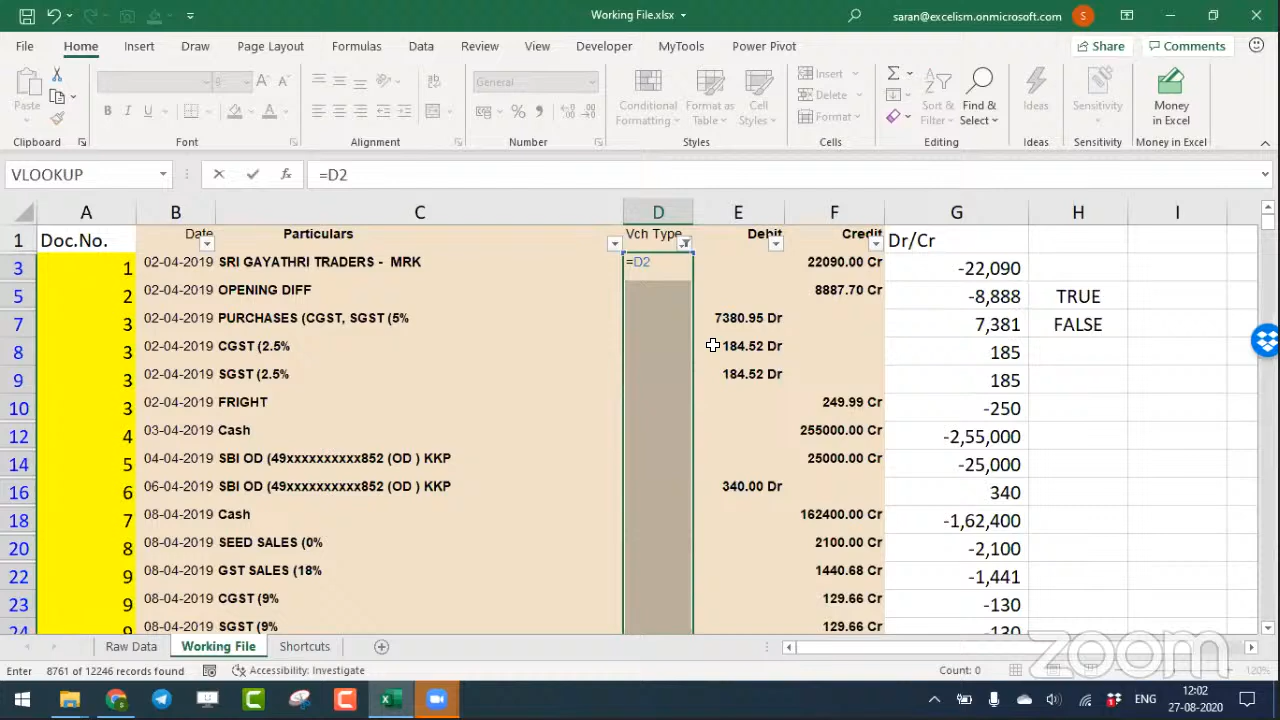 Working File.xlsx
saran@excelism.onmicrosoft.com S
File Home Insert Draw Page Layout Formulas Data Review View Developer MyTools Power Pivot Share Comments
Paste
B I U
A A
General
% ,
Conditional Formatting
Format as Table
Cell Styles
Insert
Delete
Format
Sort & Filter
Find & Select
Ideas
Sensitivity
Money in Excel
Clipboard Font Alignment Number Styles Cells Editing Ideas Sensitivity Money in Excel
VLOOKUP fx =D2
A B C D E F G H I
1 Doc.No. Date Particulars Vch Type Debit Credit Dr/Cr
3 1 02-04-2019 SRI GAYATHRI TRADERS - MRK =D2 22090.00 Cr -22,090
5 2 02-04-2019 OPENING DIFF 8887.70 Cr -8,888 TRUE
7 3 02-04-2019 PURCHASES (CGST, SGST (5% 7380.95 Dr 7,381 FALSE
8 3 02-04-2019 CGST (2.5% 184.52 Dr 185
9 3 02-04-2019 SGST (2.5% 184.52 Dr 185
10 3 02-04-2019 FRIGHT 249.99 Cr -250
12 4 03-04-2019 Cash 255000.00 Cr -2,55,000
14 5 04-04-2019 SBI OD (49xxxxxxxxxx852 (OD ) KKP 25000.00 Cr -25,000
16 6 06-04-2019 SBI OD (49xxxxxxxxxx852 (OD ) KKP 340.00 Dr 340
18 7 08-04-2019 Cash 162400.00 Cr -1,62,400
20 8 08-04-2019 SEED SALES (0% 2100.00 Cr -2,100
22 9 08-04-2019 GST SALES (18% 1440.68 Cr -1,441
23 9 08-04-2019 CGST (9% 129.66 Cr -130
24 9 08-04-2019 SGST (9% 129.66 Cr -130
Raw Data Working File Shortcuts
zoom
Enter 8761 of 12246 records found Accessibility: Investigate Count: 0 120%
ENG 12:02
27-08-2020